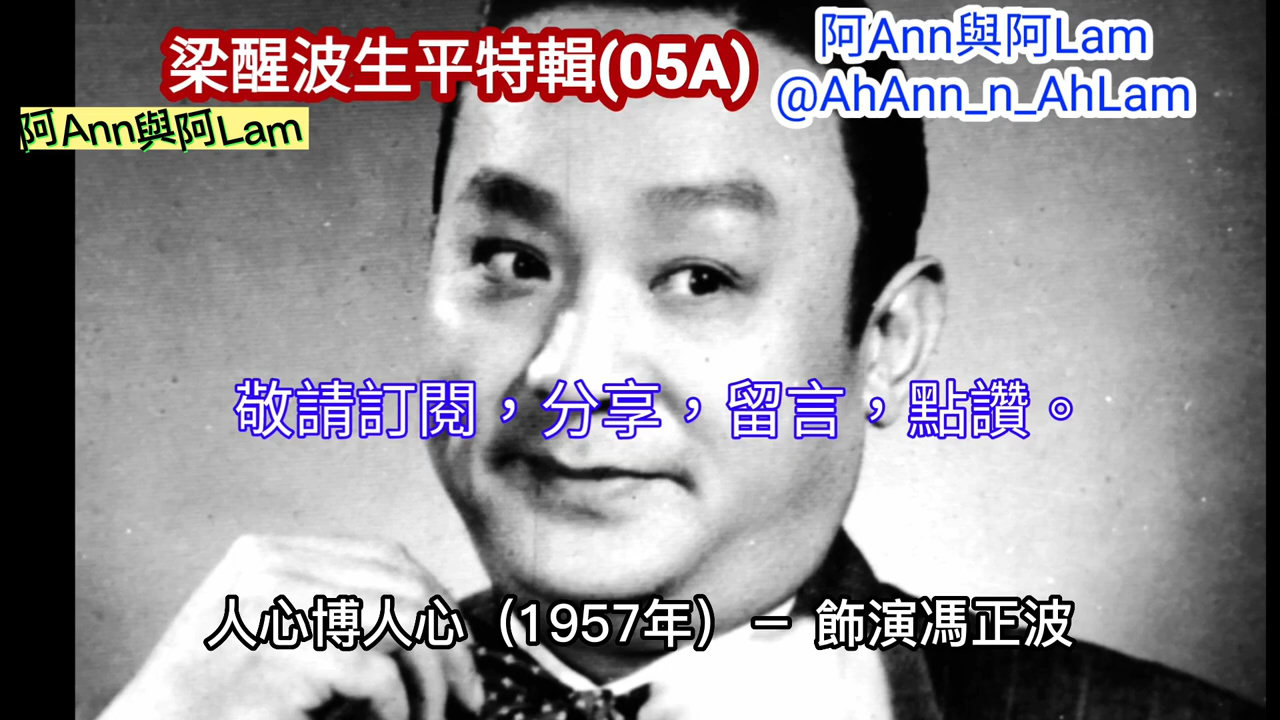 梁醒波生平特輯(05A)
阿Ann與阿Lam
@AhAnn_n_AhLam
阿Ann與阿Lam
敬請訂閱，分享，留言，點讚。
人心博人心（1957年）－ 飾演馮正波